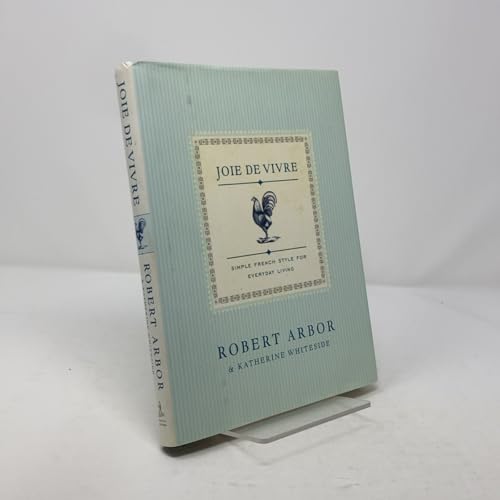 JOIE DE VIVRE
SIMPLE FRENCH STYLE FOR
EVERYDAY LIVING
ROBERT ARBOR
& KATHERINE WHITESIDE
JOIE DE VIVRE
ROBERT ARBOR